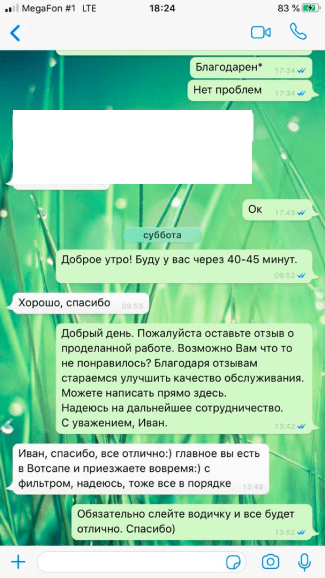 MegaFon #1 LTE 18:24 83 %
Благодарен*
17:34
Нет проблем
17:34
Ок
17:43
суббота
Доброе утро! Буду у вас через 40-45 минут.
09:52
Хорошо, спасибо 09:53
Добрый день. Пожалуйста оставьте отзыв о
проделанной работе. Возможно Вам что то
не понравилось? Благодаря отзывам
стараемся улучшить качество обслуживания.
Можете написать прямо здесь.
Надеюсь на дальнейшее сотрудничество.
С уважением, Иван.
13:42
Иван, спасибо, все отлично:) главное вы есть
в Вотсапе и приезжаете вовремя:) с
фильтром, надеюсь, тоже все в порядке
13:49
Обязательно слейте водичку и все будет
отлично. Спасибо)
13:52